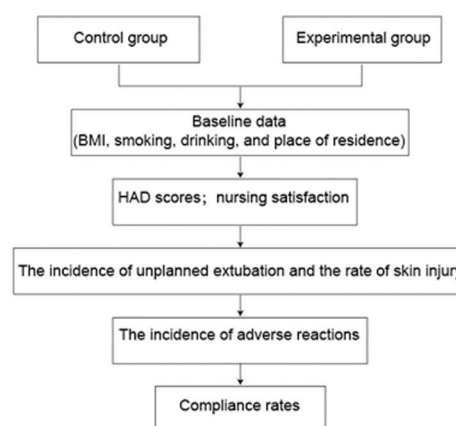 Control group
Experimental group
Baseline data
(BMI, smoking, drinking, and place of residence)
HAD scores; nursing satisfaction
The incidence of unplanned extubation and the rate of skin injury
The incidence of adverse reactions
Compliance rates